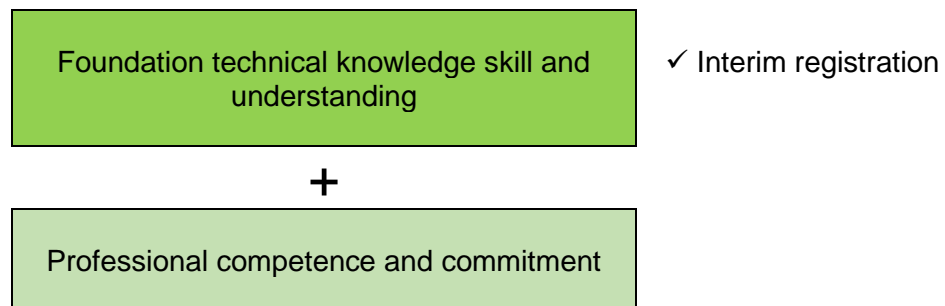 Foundation technical knowledge skill and
understanding
✓ Interim registration
+
Professional competence and commitment